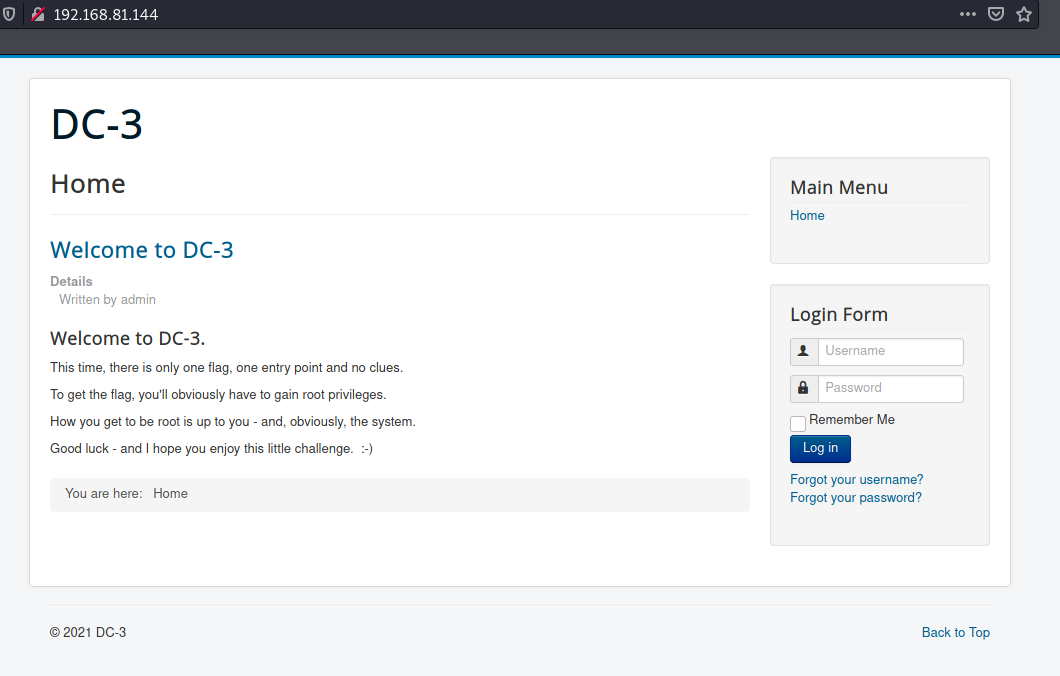 192.168.81.144
DC-3
Home
Welcome to DC-3
Details
Written by admin
Welcome to DC-3.
This time, there is only one flag, one entry point and no clues.
To get the flag, you'll obviously have to gain root privileges.
How you get to be root is up to you - and, obviously, the system.
Good luck - and I hope you enjoy this little challenge.  :-)
You are here: Home
Main Menu
Home
Login Form
Username
Password
Remember Me
Log in
Forgot your username?
Forgot your password?
© 2021 DC-3
Back to Top